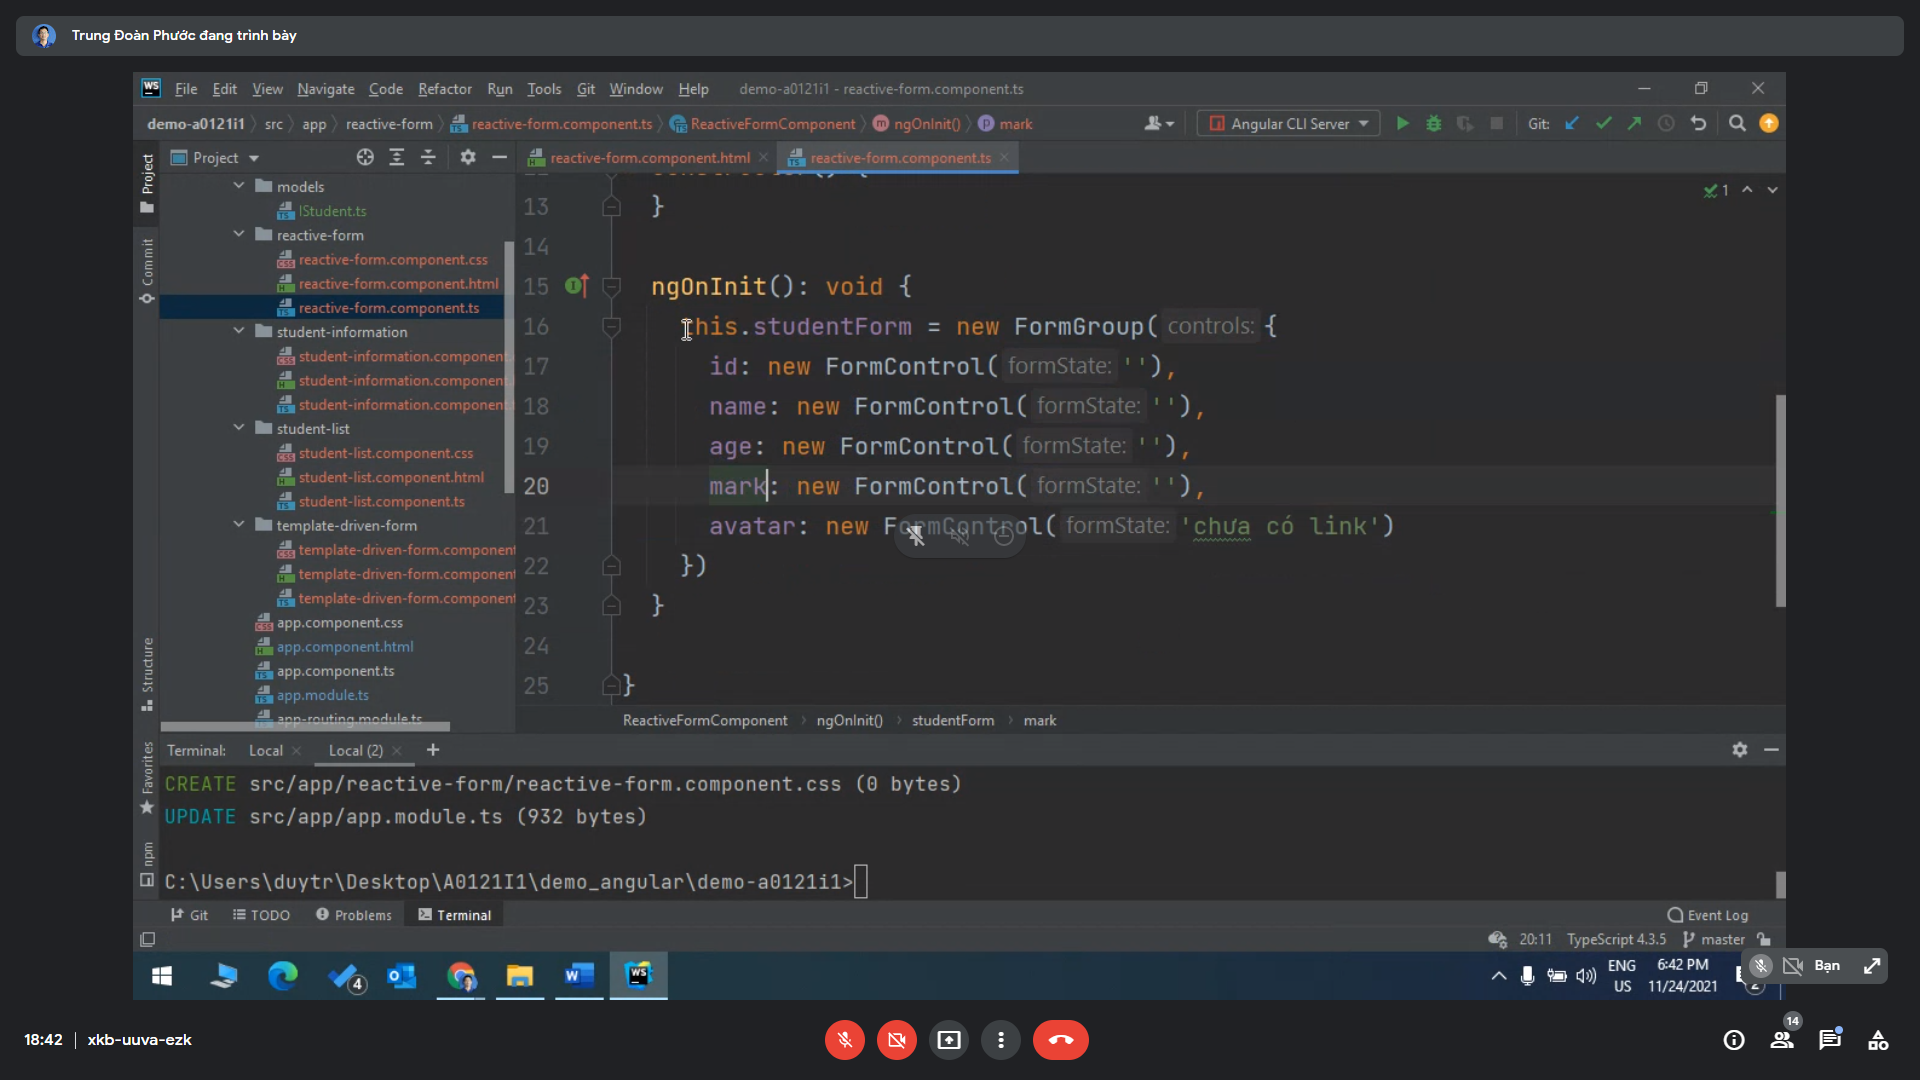 Trung Đoàn Phước đang trình bày
WS File Edit View Navigate Code Refactor Run Tools Git Window Help demo-a0121i1 - reactive-form.component.ts
demo-a0121i1 src app reactive-form reactive-form.component.ts ReactiveFormComponent ngOnInit() mark Angular CLI Server Git:
Project
Project
Commit
Structure
Favorites
npm
models
IStudent.ts
reactive-form
reactive-form.component.css
reactive-form.component.html
reactive-form.component.ts
student-information
student-information.component
student-information.component
student-information.component
student-list
student-list.component.css
student-list.component.html
student-list.component.ts
template-driven-form
template-driven-form.component
template-driven-form.component
template-driven-form.component
app.component.css
app.component.html
app.component.ts
app.module.ts
app-routing.module.ts
reactive-form.component.html reactive-form.component.ts
1
13 }
14
15 ngOnInit(): void {
16 this.studentForm = new FormGroup( controls: {
17 id: new FormControl( formState: ''),
18 name: new FormControl( formState: ''),
19 age: new FormControl( formState: ''),
20 mark: new FormControl( formState: ''),
21 avatar: new FormControl( formState: 'chưa có link')
22 })
23 }
24
25 }
ReactiveFormComponent ngOnInit() studentForm mark
Terminal: Local Local (2)
CREATE src/app/reactive-form/reactive-form.component.css (0 bytes)
UPDATE src/app/app.module.ts (932 bytes)
C:\Users\duytr\Desktop\A0121I1\demo_angular\demo-a0121i1>
Git TODO Problems Terminal Event Log
20:11 TypeScript 4.3.5 master
4
ENG
US
6:42 PM
11/24/2021
2
Bạn
18:42 xkb-uuva-ezk
14